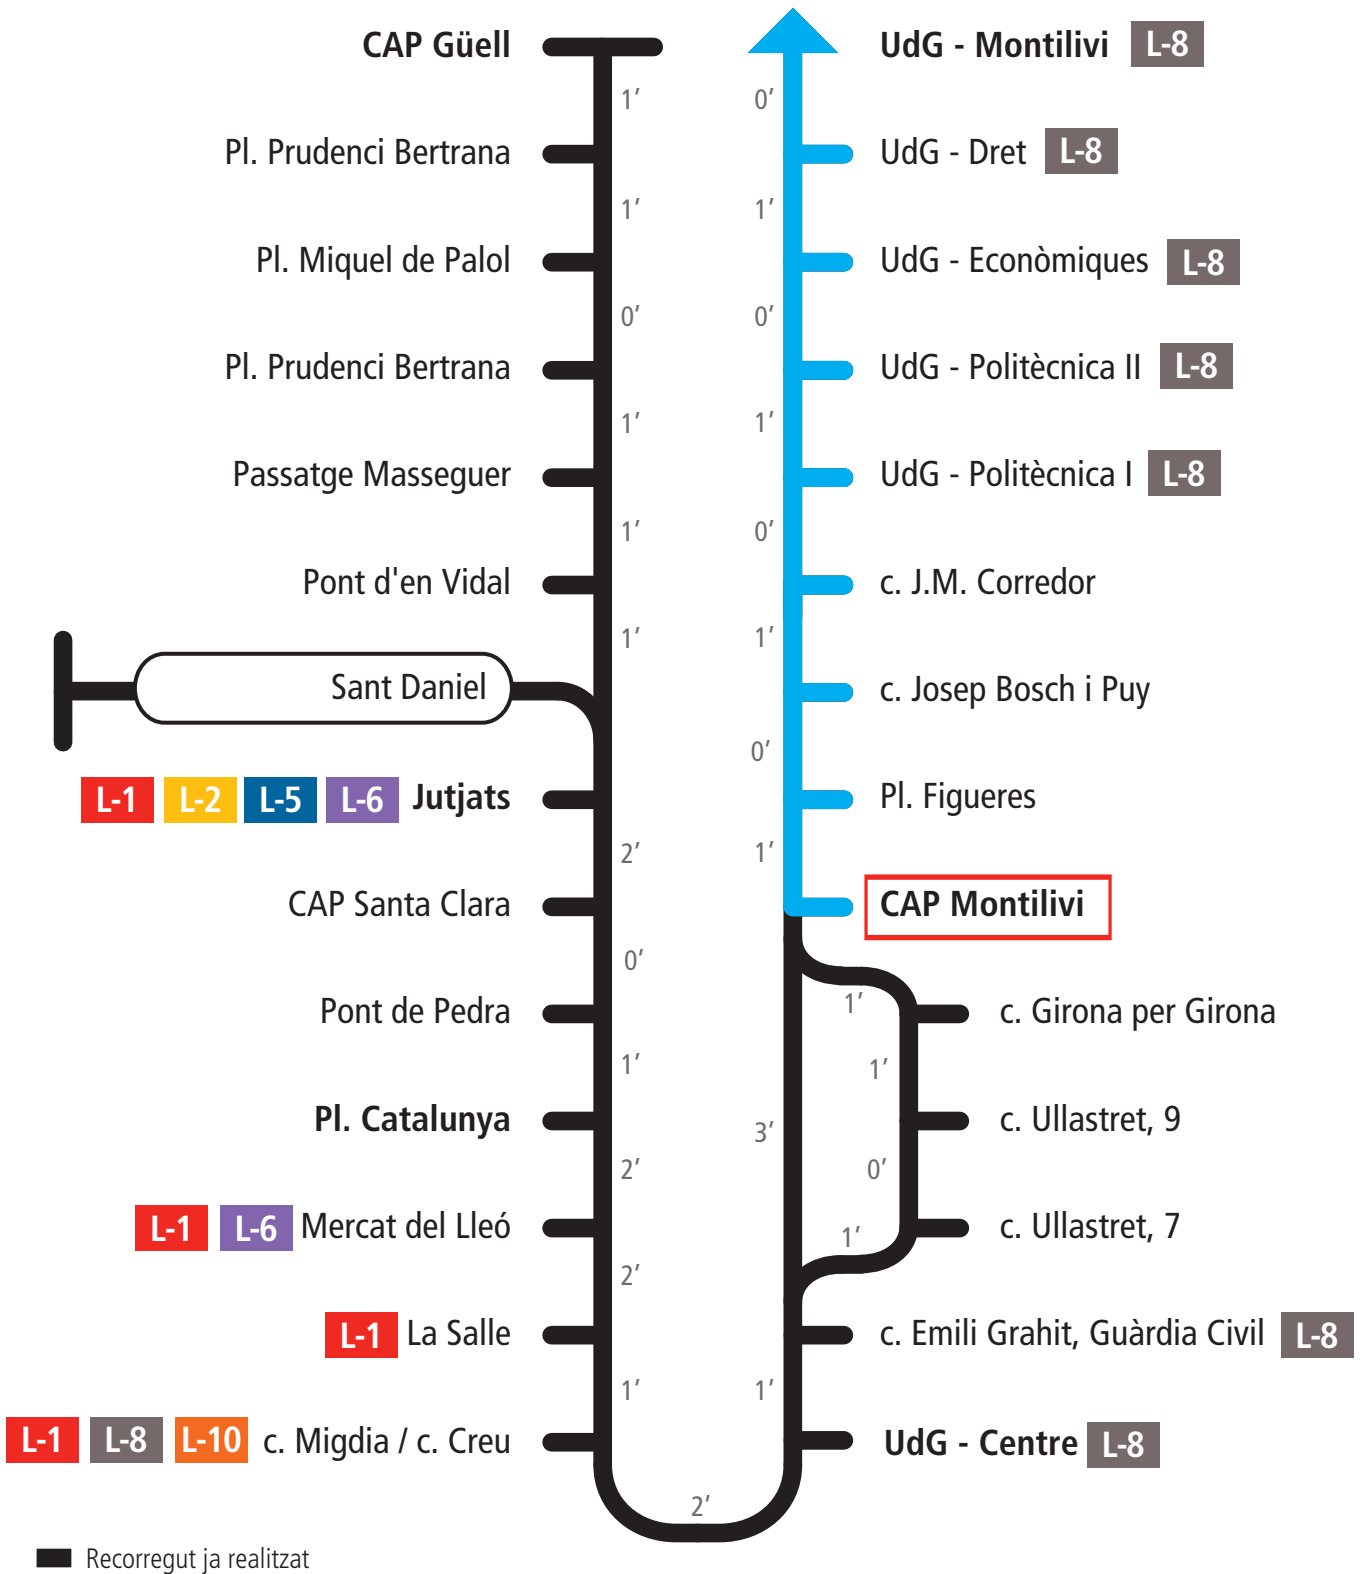 CAP Güell
1’
Pl. Prudenci Bertrana
1’
Pl. Miquel de Palol
0’
Pl. Prudenci Bertrana
1’
Passatge Masseguer
1’
Pont d'en Vidal
1’
Sant Daniel
L-1 L-2 L-5 L-6 Jutjats
2’
CAP Santa Clara
0’
Pont de Pedra
1’
Pl. Catalunya
2’
L-1 L-6 Mercat del Lleó
2’
L-1 La Salle
1’
L-1 L-8 L-10 c. Migdia / c. Creu
2’
UdG - Montilivi L-8
0’
UdG - Dret L-8
1’
UdG - Econòmiques L-8
0’
UdG - Politècnica II L-8
1’
UdG - Politècnica I L-8
0’
c. J.M. Corredor
1’
c. Josep Bosch i Puy
0’
Pl. Figueres
1’
CAP Montilivi
1’
c. Girona per Girona
1’
c. Ullastret, 9
3’
0’
c. Ullastret, 7
1’
c. Emili Grahit, Guàrdia Civil L-8
1’
UdG - Centre L-8
Recorregut ja realitzat